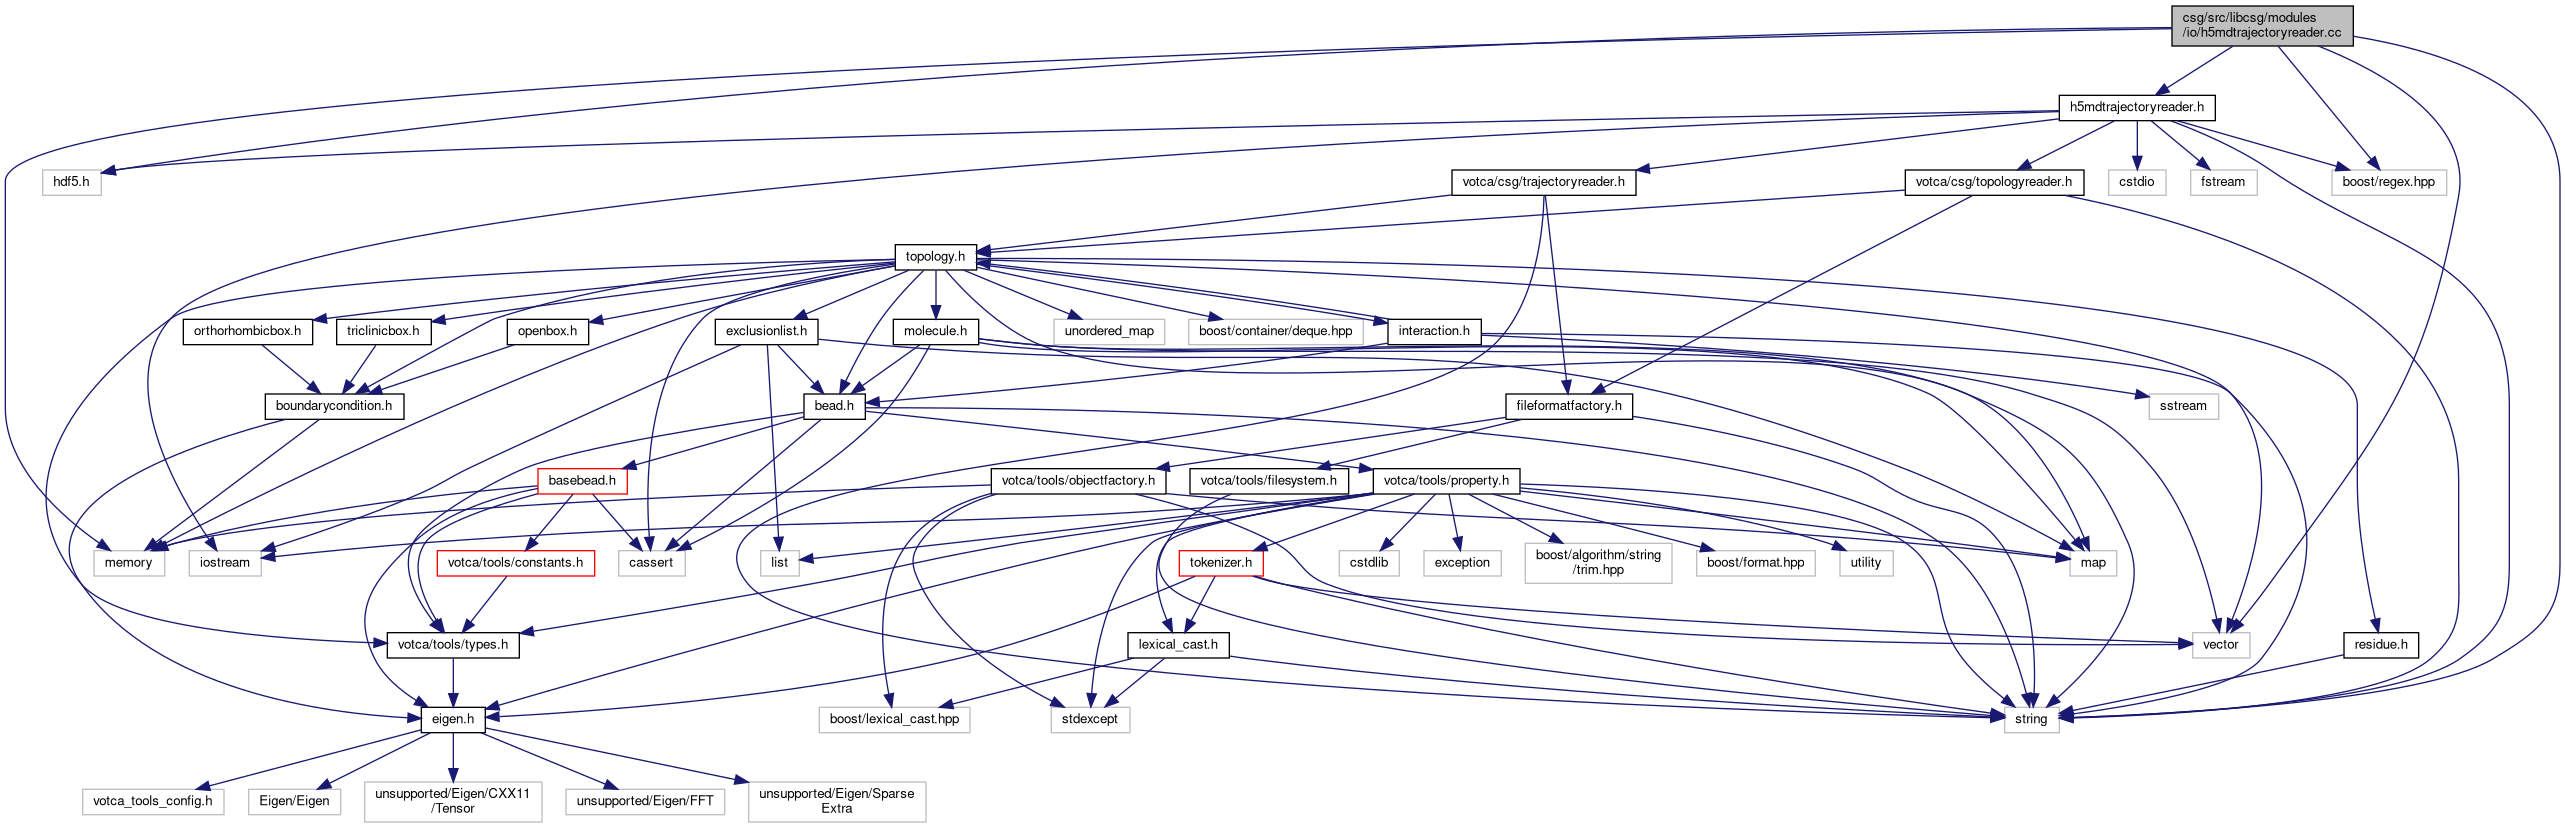 csg/src/libcsg/modules
/io/h5mdtrajectoryreader.cc
h5mdtrajectoryreader.h
hdf5.h
votca/csg/trajectoryreader.h
votca/csg/topologyreader.h
cstdio
fstream
boost/regex.hpp
topology.h
orthorhombicbox.h
triclinicbox.h
openbox.h
exclusionlist.h
molecule.h
unordered_map
boost/container/deque.hpp
interaction.h
boundarycondition.h
bead.h
fileformatfactory.h
sstream
basebead.h
votca/tools/objectfactory.h
votca/tools/filesystem.h
votca/tools/property.h
memory
iostream
votca/tools/constants.h
cassert
list
tokenizer.h
cstdlib
exception
boost/algorithm/string
/trim.hpp
boost/format.hpp
utility
map
votca/tools/types.h
lexical_cast.h
vector
residue.h
eigen.h
boost/lexical_cast.hpp
stdexcept
string
votca_tools_config.h
Eigen/Eigen
unsupported/Eigen/CXX11
/Tensor
unsupported/Eigen/FFT
unsupported/Eigen/Sparse
Extra